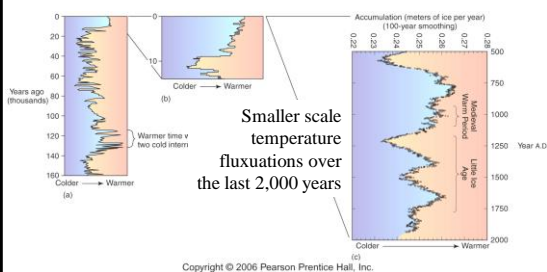 0
20
40
60
80
100
120
140
160
Years ago
(thousands)
Warmer time v
two cold intern
Colder
Warmer
(a)
0
10
Colder
Warmer
(b)
Smaller scale
temperature
fluxuations over
the last 2,000 years
Accumulation (meters of ice per year)
(100-year smoothing)
0.22
0.23
0.24
0.25
0.26
0.27
0.28
500
750
1000
1250
1500
1750
2000
Year A.D
Medieval
Warm Period
Little Ice
Age
Colder
Warmer
(c)
Copyright © 2006 Pearson Prentice Hall, Inc.